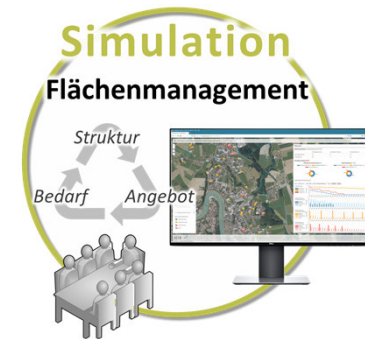 Simulation
Flächenmanagement
Struktur
Bedarf
Angebot